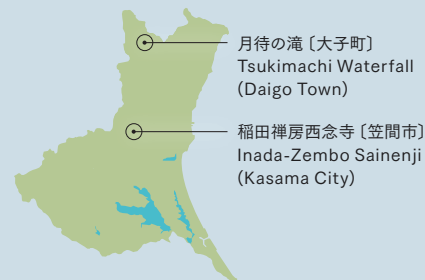 月待の滝〔大子町〕
Tsukimachi Waterfall
(Daigo Town)
稲田禅房西念寺〔笠間市〕
Inada-Zembo Sainenji
(Kasama City)